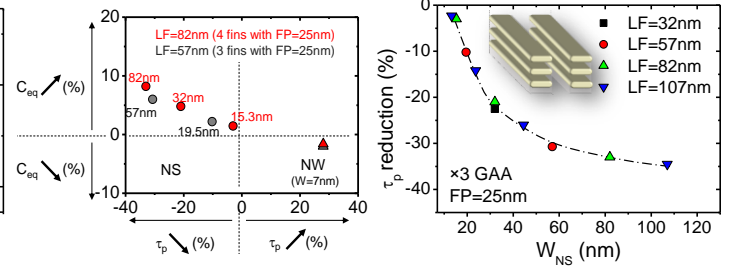 20
10
0
-10
LF=82nm (4 fins with FP=25nm)
LF=57nm (3 fins with FP=25nm)
82nm
32nm
15.3nm
57nm
19.5nm
NS
NW
(W=7nm)
Ceq (%)
Ceq (%)
-40 -20 0 20 40
τp (%)
τp (%)
0
-10
-20
-30
-40
τp reduction (%)
LF=32nm
LF=57nm
LF=82nm
LF=107nm
×3 GAA
FP=25nm
0 20 40 60 80 100 120
WNS (nm)